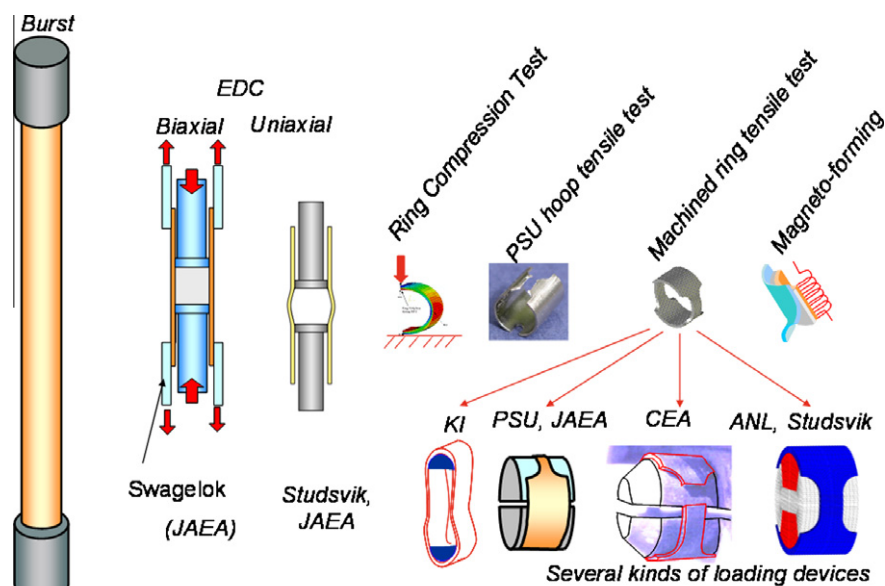 Burst
EDC
Biaxial
Uniaxial
Swagelok
(JAEA)
Studsvik,
JAEA
Ring Compression Test
PSU hoop tensile test
Machined ring tensile test
Magneto-forming
KI
PSU, JAEA
CEA
ANL, Studsvik
Several kinds of loading devices